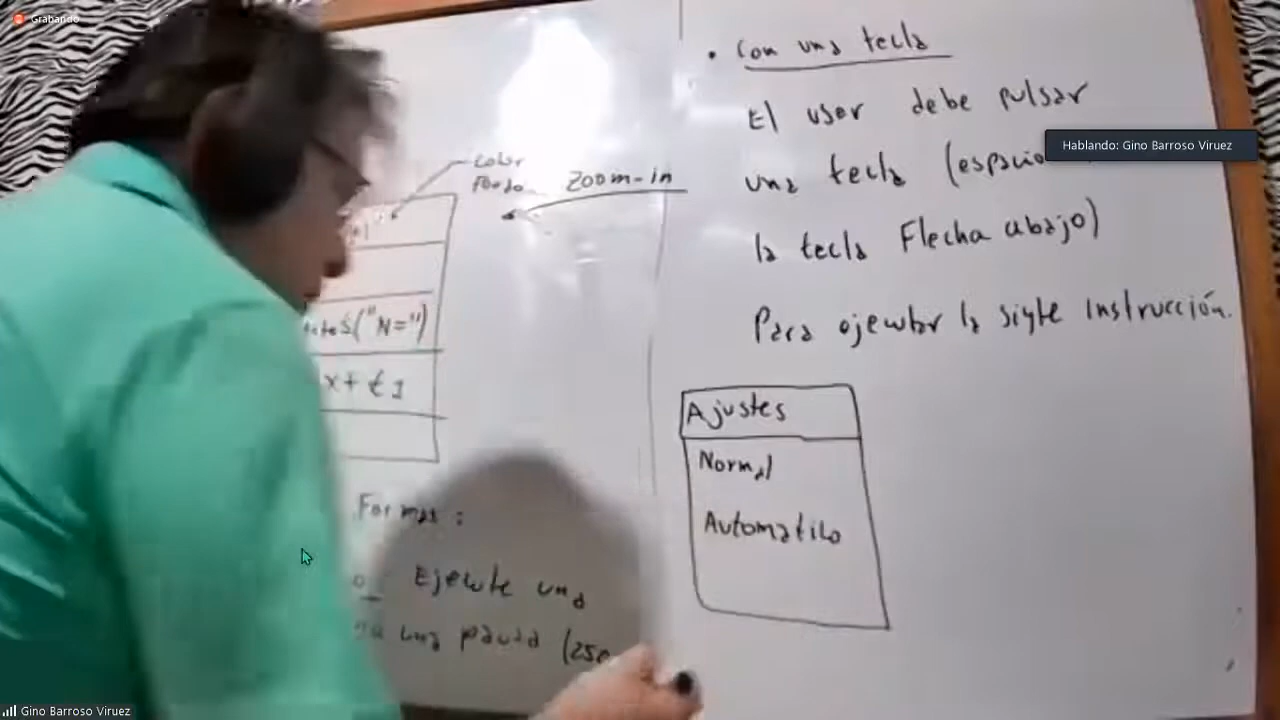 Grabando
color
Fondo
Zoom-in
("N=")
x+t1
Formas:
Ejecute una
una pausa (250
• Con una tecla
El user debe pulsar
una tecla (espacio
la tecla Flecha abajo)
Para ejecutar la sigte instrucción.
Ajustes
Normal
Automatico
Hablando: Gino Barroso Viruez
Gino Barroso Viruez